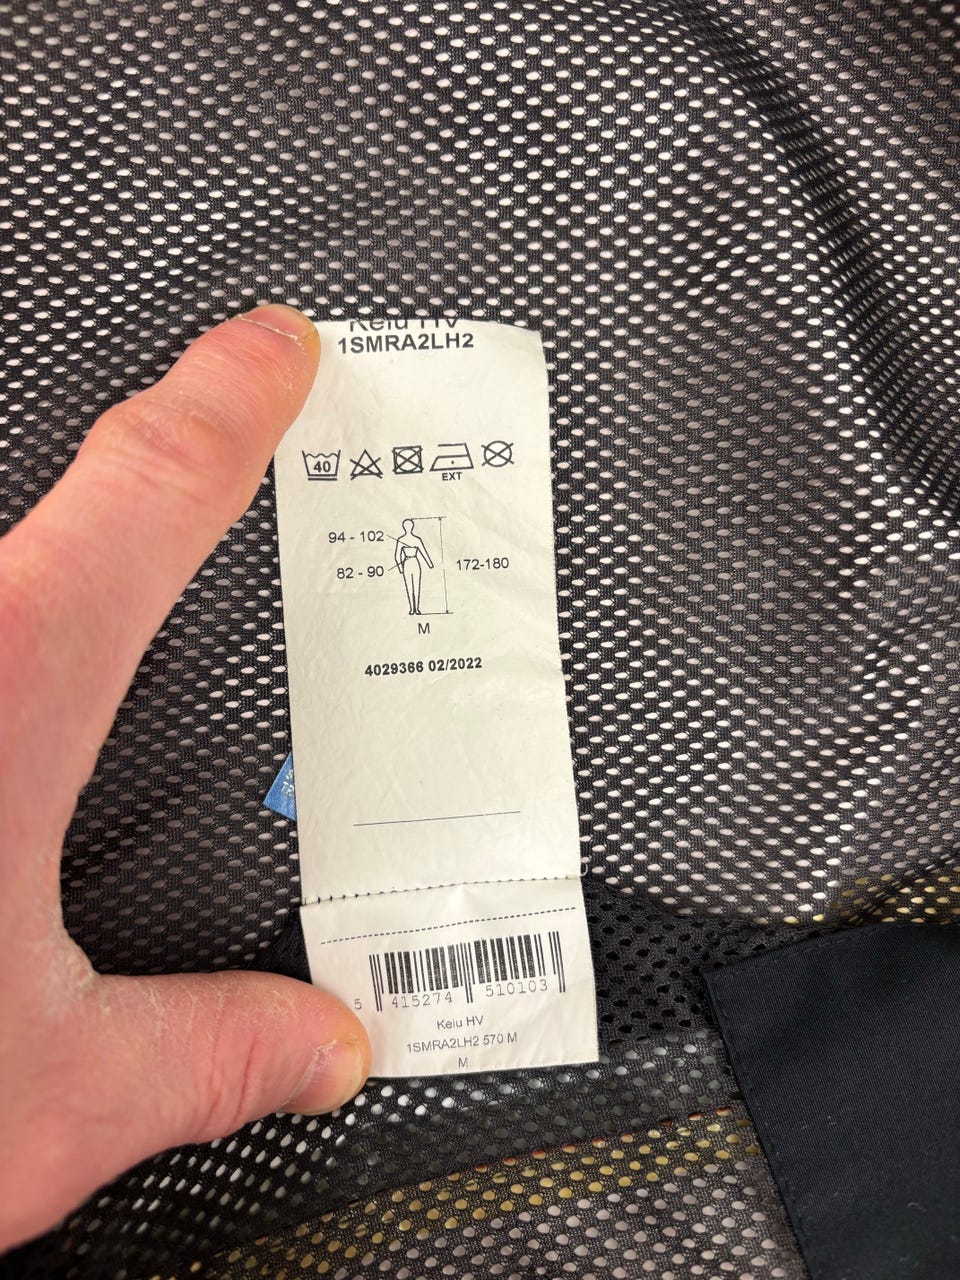 Keiu HV
1SMRA2LH2
40
EXT
94 - 102
82 - 90
172-180
M
4029366 02/2022
5 415274 510103
Keiu HV
1SMRA2LH2 570 M
M